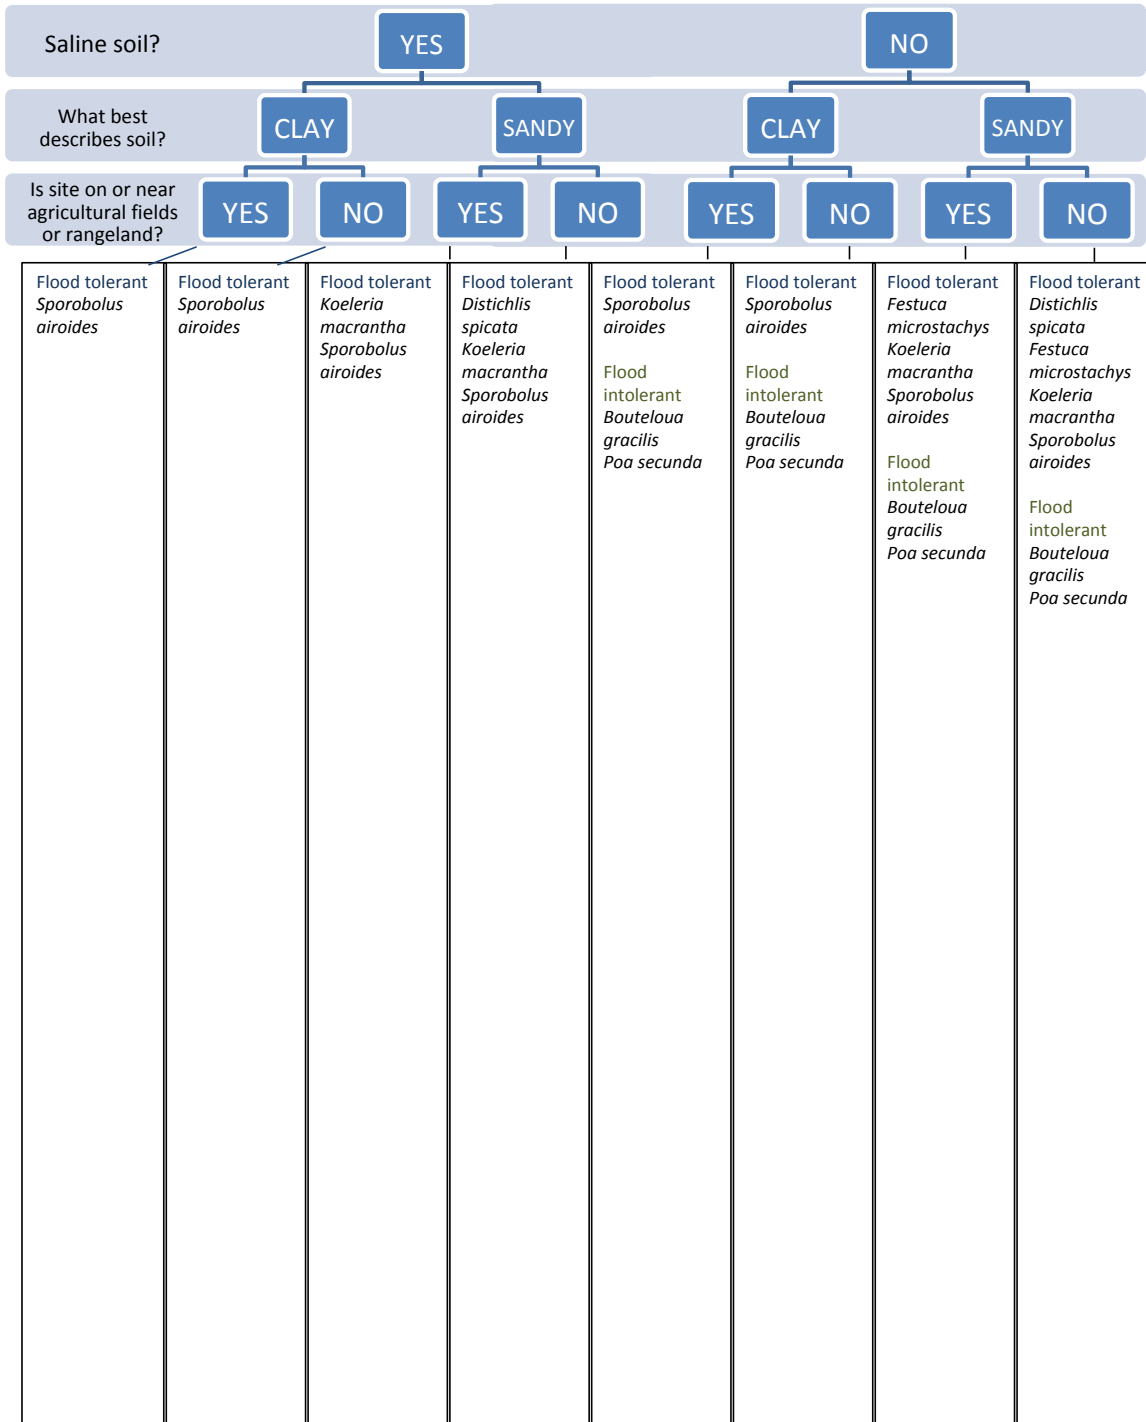 Saline soil?
YES
NO
What best
describes soil?
CLAY
SANDY
CLAY
SANDY
Is site on or near
agricultural fields
or rangeland?
YES
NO
YES
NO
YES
NO
YES
NO
Flood tolerant
Sporobolus
airoides
Flood tolerant
Sporobolus
airoides
Flood tolerant
Koeleria
macrantha
Sporobolus
airoides
Flood tolerant
Distichlis
spicata
Koeleria
macrantha
Sporobolus
airoides
Flood tolerant
Sporobolus
airoides
Flood
intolerant
Bouteloua
gracilis
Poa secunda
Flood tolerant
Sporobolus
airoides
Flood
intolerant
Bouteloua
gracilis
Poa secunda
Flood tolerant
Festuca
microstachys
Koeleria
macrantha
Sporobolus
airoides
Flood
intolerant
Bouteloua
gracilis
Poa secunda
Flood tolerant
Distichlis
spicata
Festuca
microstachys
Koeleria
macrantha
Sporobolus
airoides
Flood
intolerant
Bouteloua
gracilis
Poa secunda